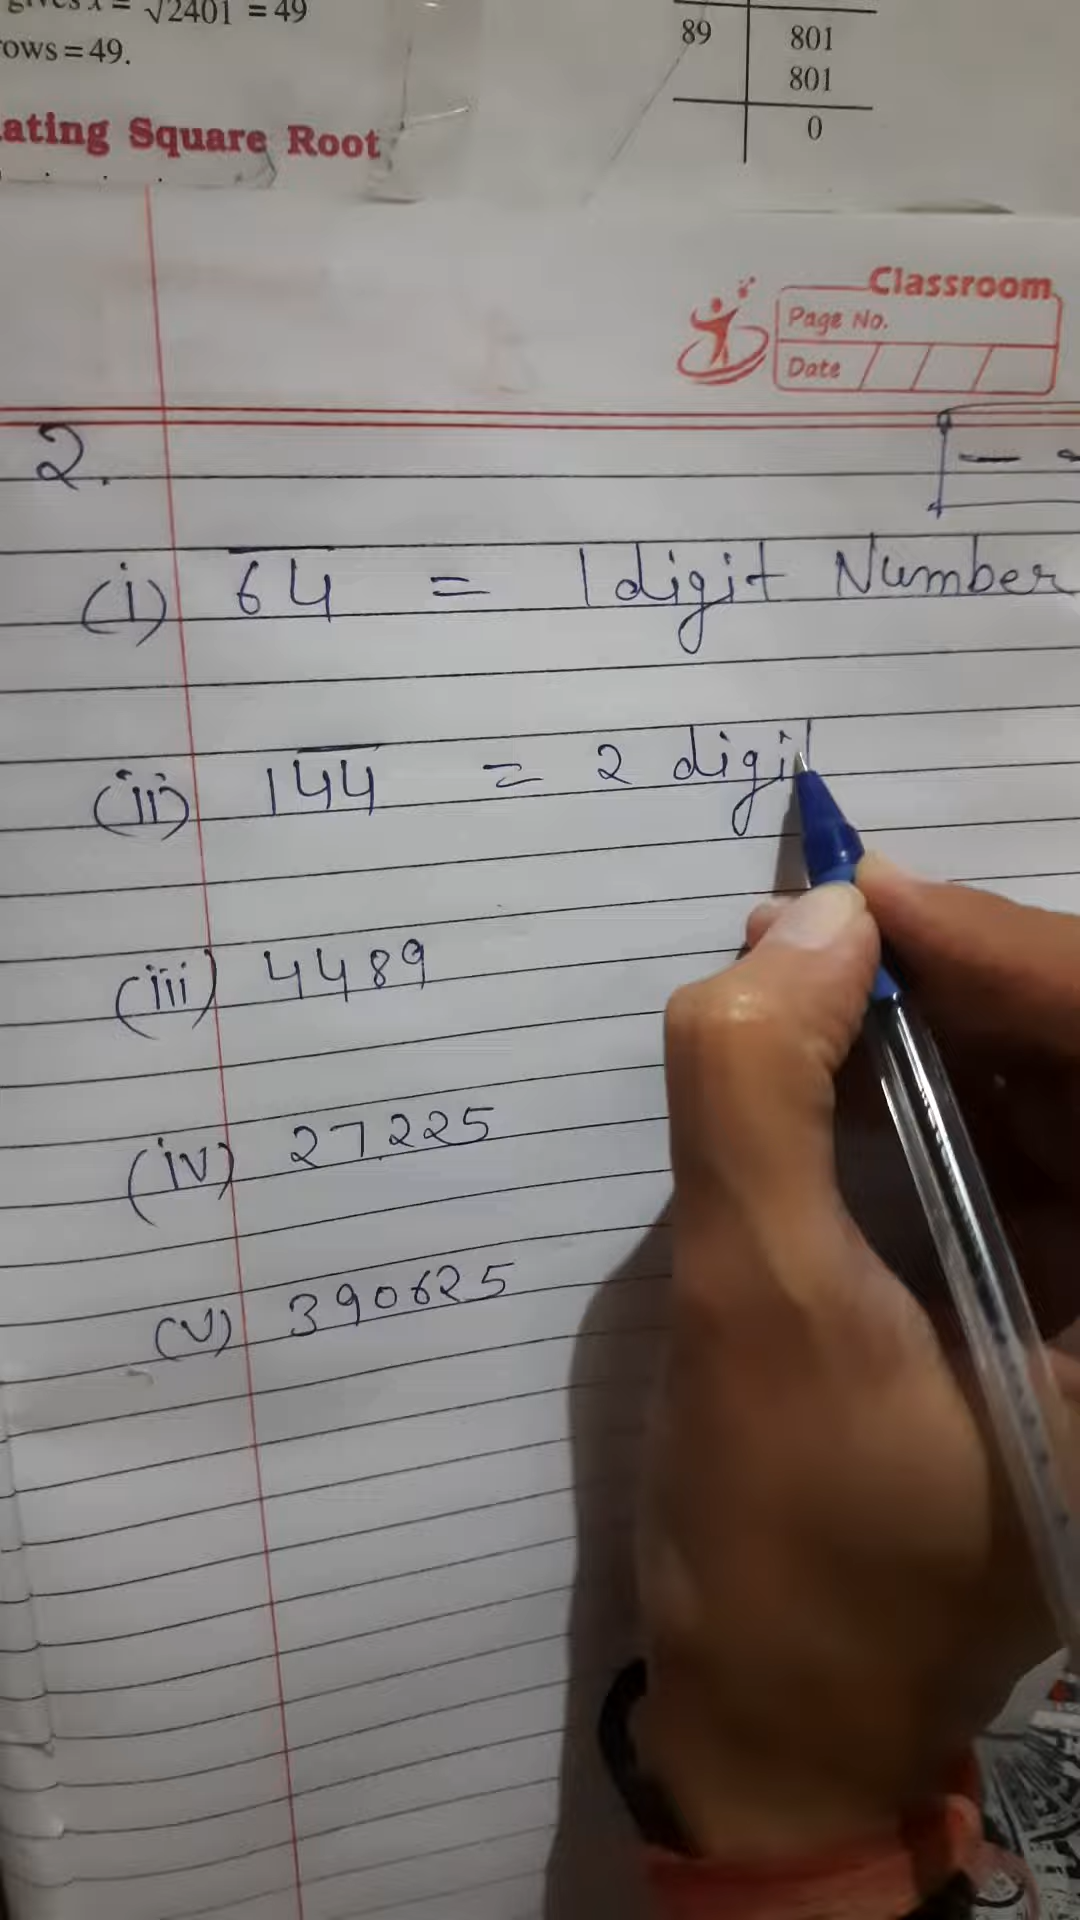 x = √2401 = 49
rows = 49.
ating Square Root
89 801
801
0
Classroom
Page No.
Date
2.
(i) 64 = 1 digit Number
(ii) 144 = 2 digit
(iii) 4489
(iv) 27225
(v) 390625